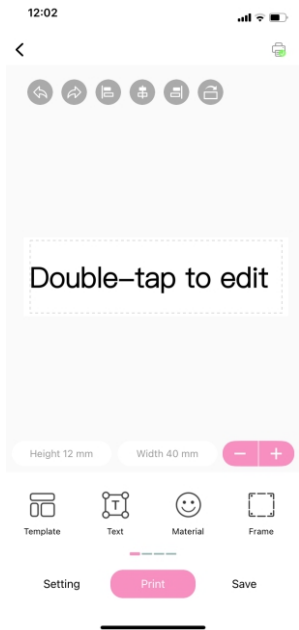 12:02
Double-tap to edit
Height 12 mm
Width 40 mm
Template
T
Text
Material
Frame
Setting
Print
Save